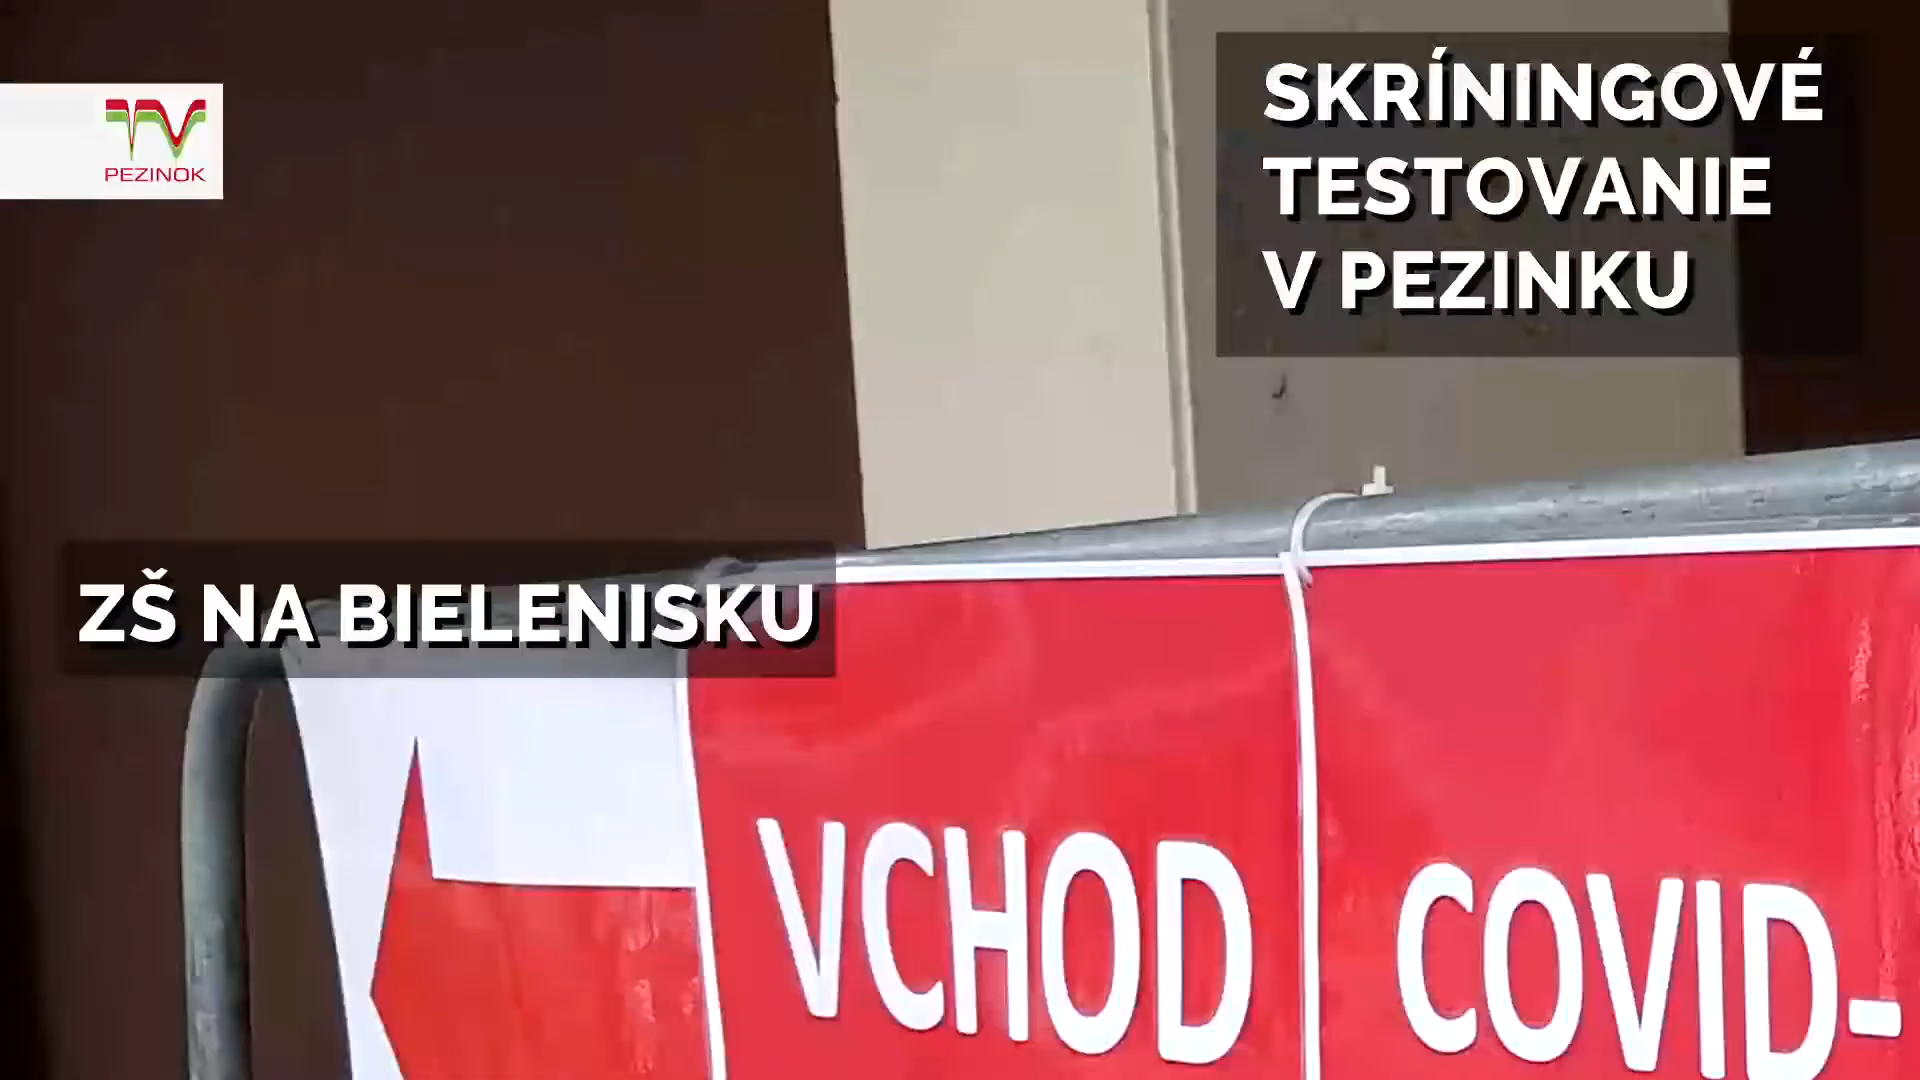 TV
PEZINOK
SKRÍNINGOVÉ
TESTOVANIE
V PEZINKU
ZŠ NA BIELENISKU
VCHOD
COVID-